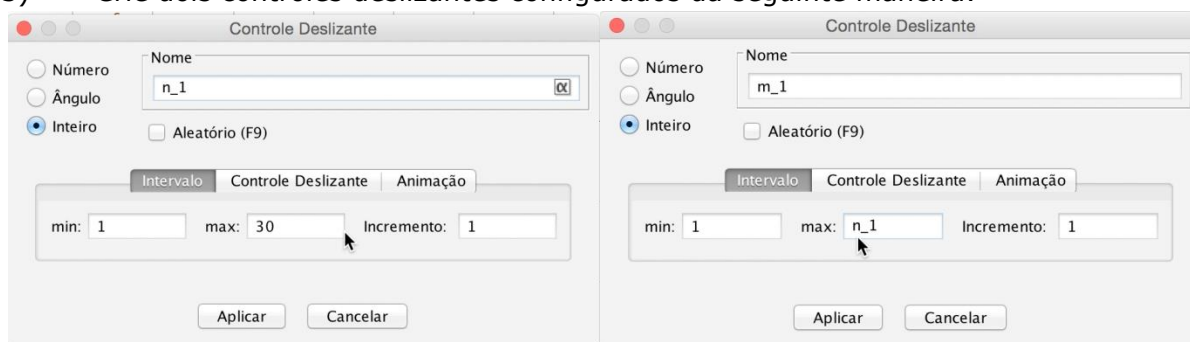 Controle Deslizante
Número
Ângulo
Inteiro
Nome
n_1
α
Aleatório (F9)
Intervalo Controle Deslizante Animação
min: 1 max: 30 Incremento: 1
Aplicar Cancelar
Controle Deslizante
Número
Ângulo
Inteiro
Nome
m_1
Aleatório (F9)
Intervalo Controle Deslizante Animação
min: 1 max: n_1 Incremento: 1
Aplicar Cancelar